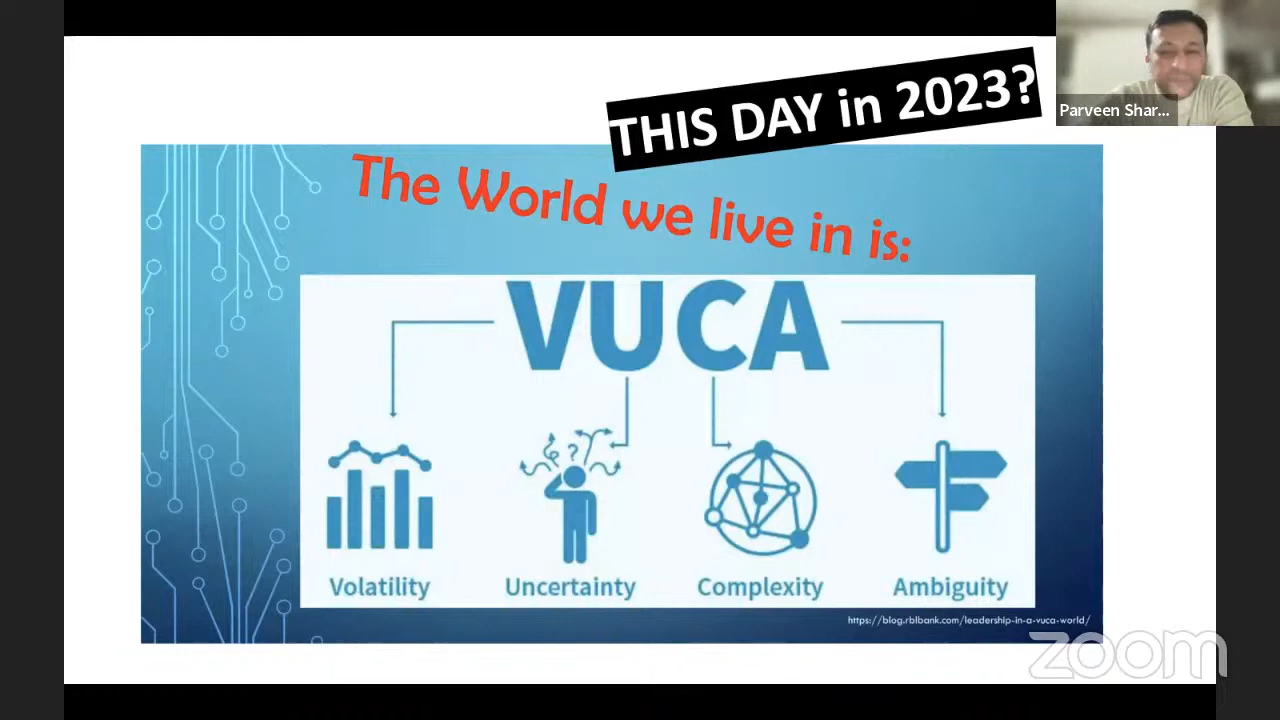 THIS DAY in 2023?
Parveen Shar...
The World we live in is:
VUCA
Volatility
Uncertainty
Complexity
Ambiguity
https://blog.rblbank.com/leadership-in-a-vuca-world/
zoom